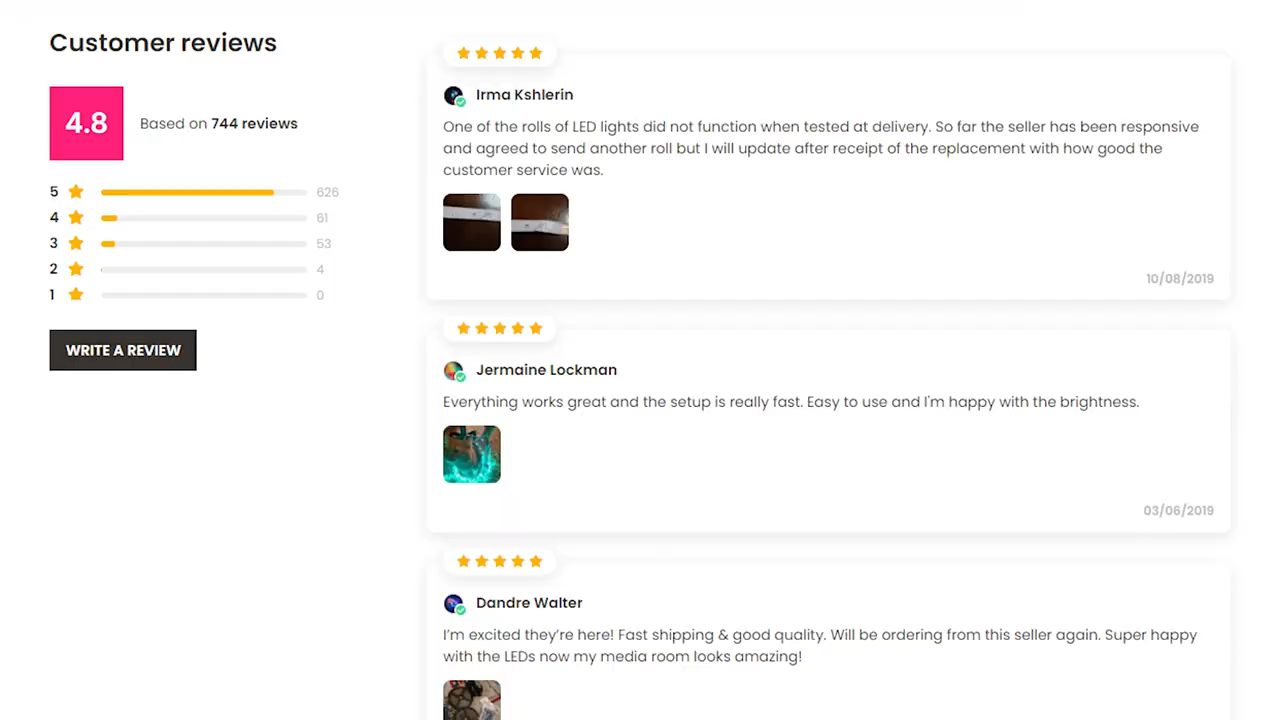 Customer reviews
4.8
Based on 744 reviews
5 626
4 61
3 53
2 4
1 0
WRITE A REVIEW
Irma Kshlerin
One of the rolls of LED lights did not function when tested at delivery. So far the seller has been responsive
and agreed to send another roll but I will update after receipt of the replacement with how good the
customer service was.
10/08/2019
Jermaine Lockman
Everything works great and the setup is really fast. Easy to use and I'm happy with the brightness.
03/06/2019
Dandre Walter
I’m excited they’re here! Fast shipping & good quality. Will be ordering from this seller again. Super happy
with the LEDs now my media room looks amazing!